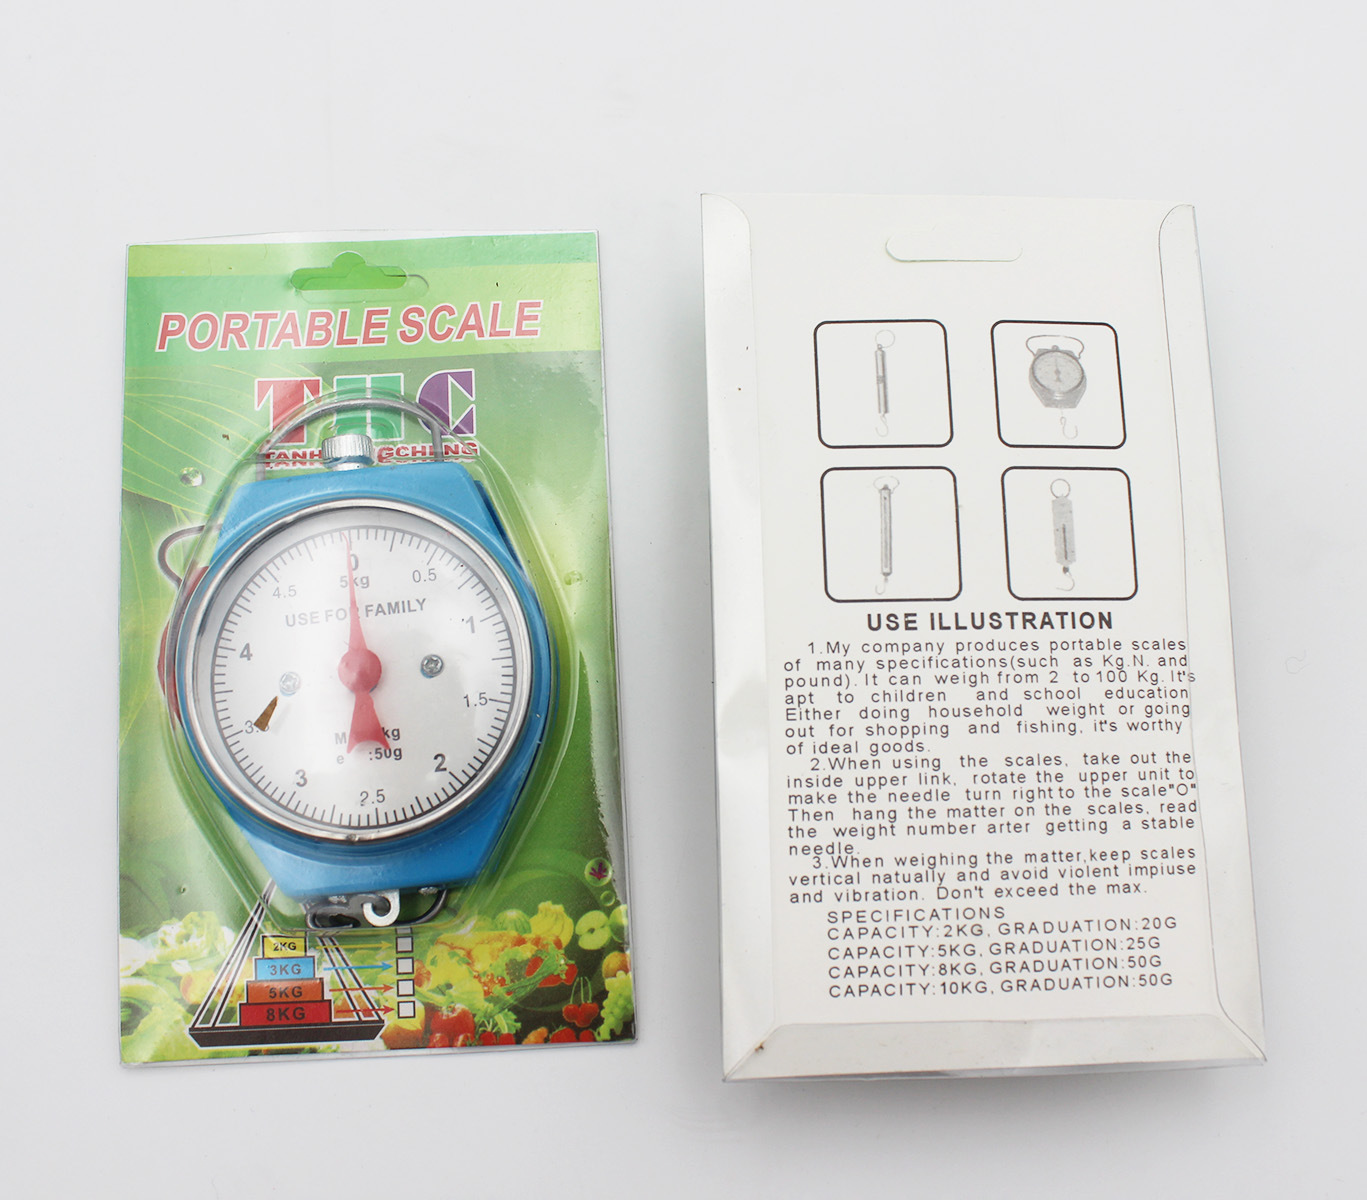 PORTABLE SCALE
THC
0
5kg
0.5
1
1.5
2
2.5
3
4
4.5
USE FOR FAMILY
kg
e :50g
2KG
3KG
5KG
8KG
USE ILLUSTRATION
1.My company produces portable scales
of many specifications(such as Kg.N. and
pound). It can weigh from 2 to 100 Kg. It's
apt to children and school education
Either doing household weight or going
out for shopping and fishing, it's worthy
of ideal goods.
2.When using the scales, take out the
inside upper link, rotate the upper unit to
make the needle turn right to the scale"O"
Then hang the matter on the scales, read
the weight number arter getting a stable
needle.
3.When weighing the matter,keep scales
vertical natually and avoid violent impiuse
and vibration. Don't exceed the max.
SPECIFICATIONS
CAPACITY:2KG, GRADUATION:20G
CAPACITY:5KG, GRADUATION:25G
CAPACITY:8KG, GRADUATION:50G
CAPACITY:10KG, GRADUATION:50G